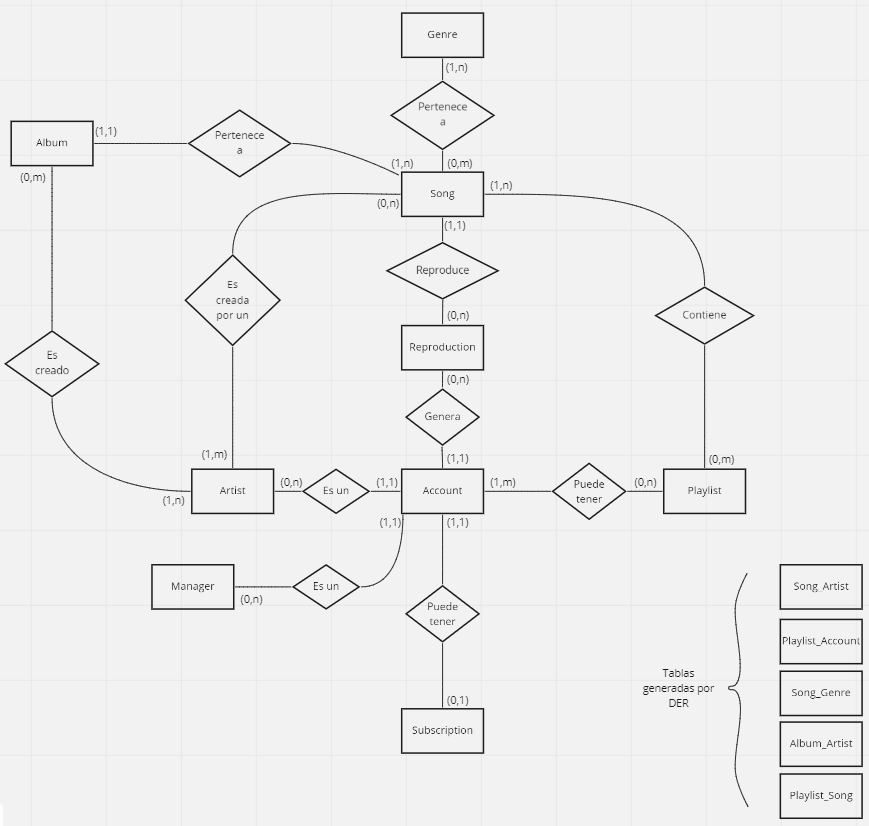 Genre
(1,n)
Pertenece
a
(0,m)
Album
(1,1)
Pertenece
a
(1,n)
(0,m)
Song
(0,n)
(1,n)
(1,1)
Es
creada
por un
Reproduce
(0,n)
Contiene
Reproduction
(0,n)
Es
creado
Genera
(1,1)
(1,m)
(0,m)
(1,n)
Artist
(0,n)
Es un
(1,1)
Account
(1,m)
Puede
tener
(0,n)
Playlist
(1,1)
(1,1)
Manager
(0,n)
Es un
Puede
tener
(0,1)
Subscription
Tablas
generadas por
DER
Song_Artist
Playlist_Account
Song_Genre
Album_Artist
Playlist_Song